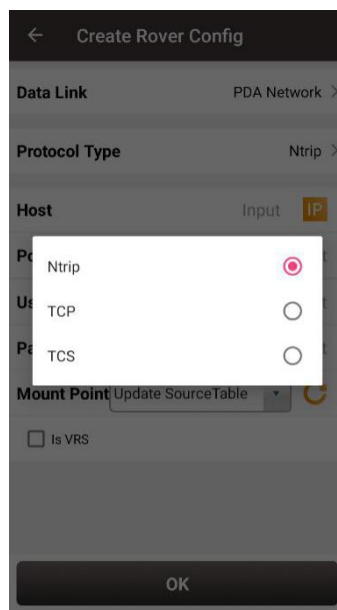 Create Rover Config
Data Link PDA Network
Protocol Type Ntrip
Host Input IP
Ntrip
TCP
TCS
Mount Point Update SourceTable
Is VRS
OK